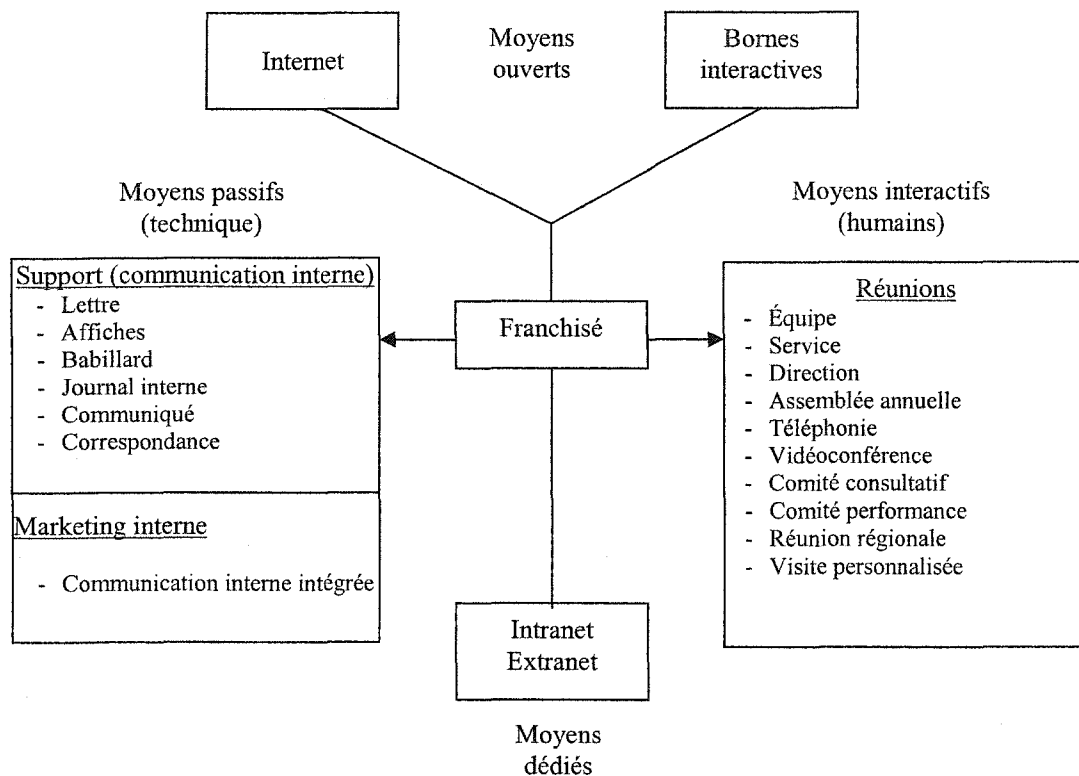 Internet
Moyens
ouverts
Bornes
interactives
Moyens passifs
(technique)
Moyens interactifs
(humains)
Support (communication interne)
- Lettre
- Affiches
- Babillard
- Journal interne
- Communiqué
- Correspondance
Marketing interne
- Communication interne intégrée
Franchisé
Réunions
- Équipe
- Service
- Direction
- Assemblée annuelle
- Téléphonie
- Vidéoconférence
- Comité consultatif
- Comité performance
- Réunion régionale
- Visite personnalisée
Intranet
Extranet
Moyens
dédiés